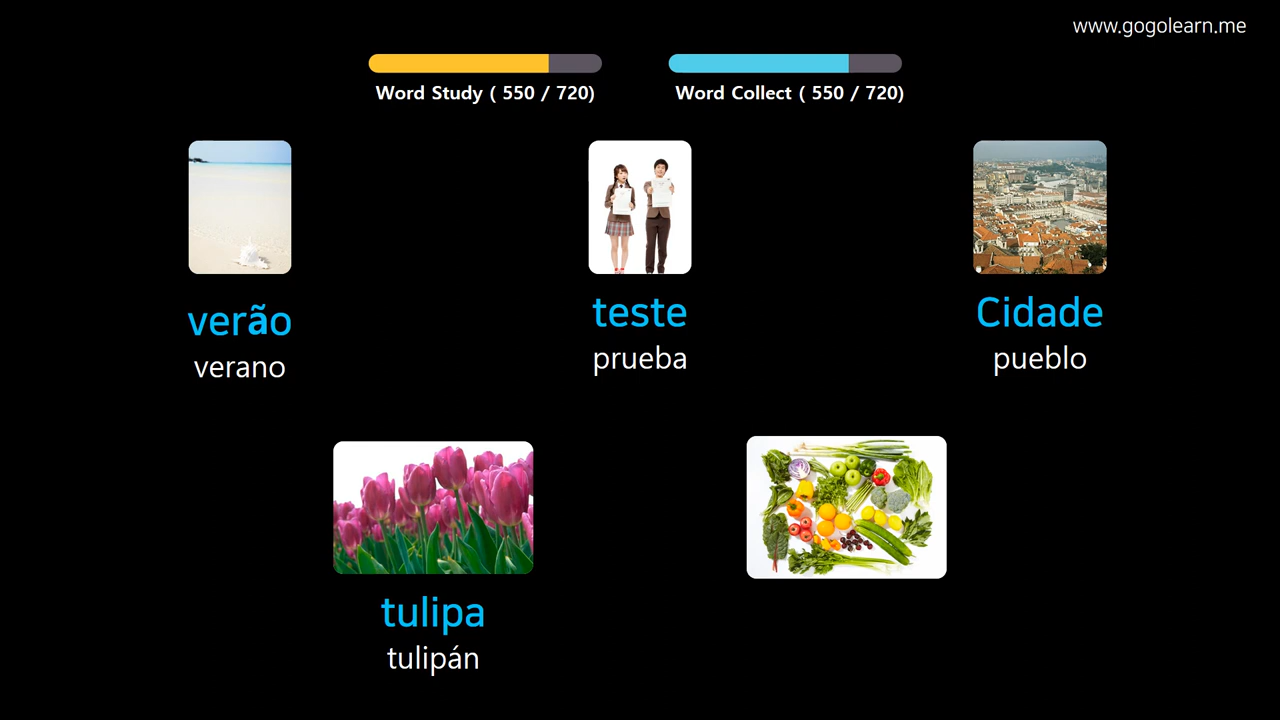 www.gogolearn.me
Word Study ( 550 / 720)
Word Collect ( 550 / 720)
verão
verano
teste
prueba
Cidade
pueblo
tulipa
tulipán